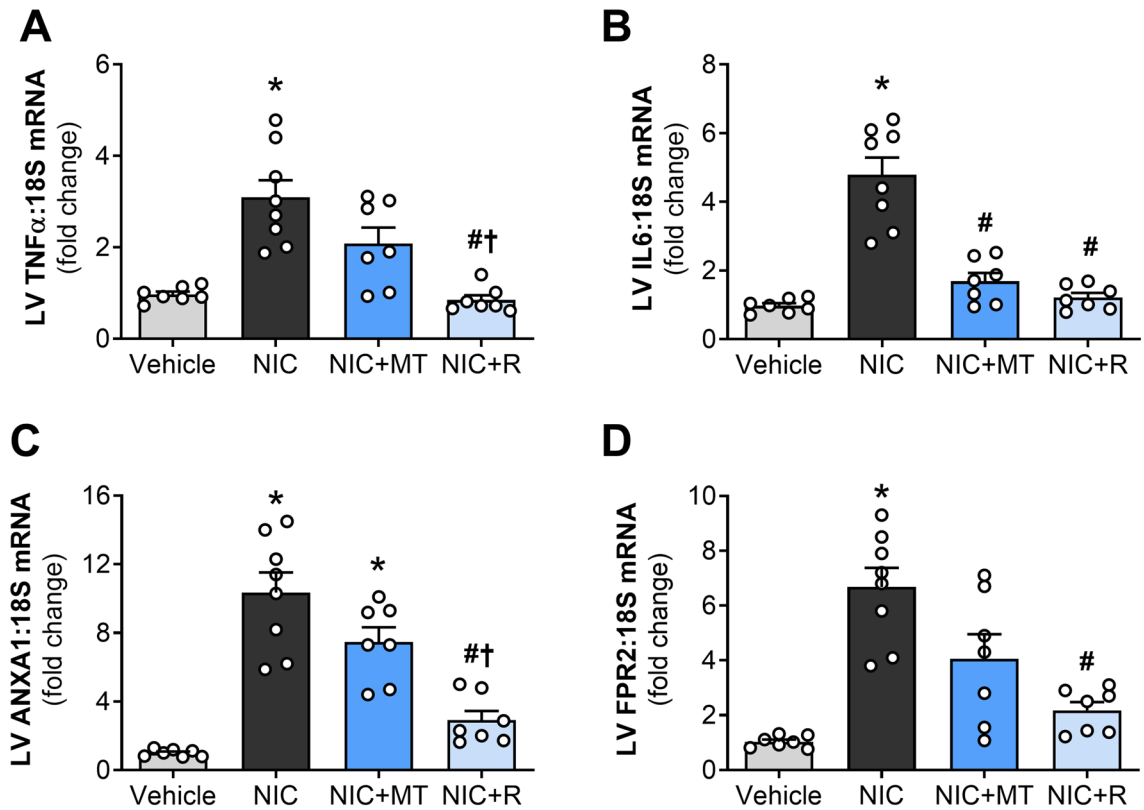 A
LV TNFα:18S mRNA
(fold change)
6
4
2
0
*
#†
Vehicle NIC NIC+MT NIC+R
B
LV IL6:18S mRNA
(fold change)
8
6
4
2
0
*
#
#
Vehicle NIC NIC+MT NIC+R
C
LV ANXA1:18S mRNA
(fold change)
16
12
8
4
0
*
*
#†
Vehicle NIC NIC+MT NIC+R
D
LV FPR2:18S mRNA
(fold change)
10
8
6
4
2
0
*
#
Vehicle NIC NIC+MT NIC+R